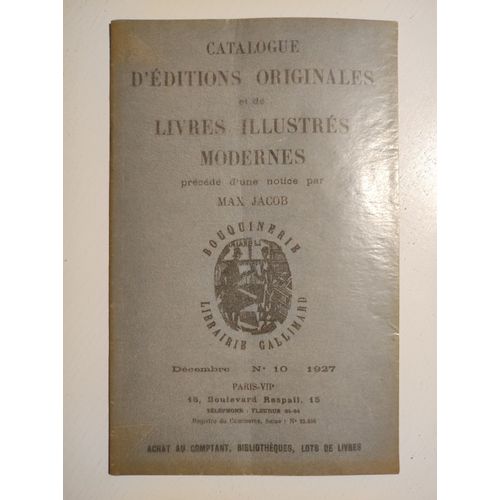 CATALOGUE
D'ÉDITIONS ORIGINALES
et de
LIVRES ILLUSTRÉS
MODERNES
précédé d'une notice par
MAX JACOB
BOUQUINERIE
LIBRAIRIE GALLIMARD
Décembre N° 10 1927
PARIS-VIIe
15, Boulevard Raspail, 15
TÉLÉPHONE : FLEURUS
Registre du Commerce, Seine : N°
ACHAT AU COMPTANT, BIBLIOTHÈQUES, LOTS DE LIVRES